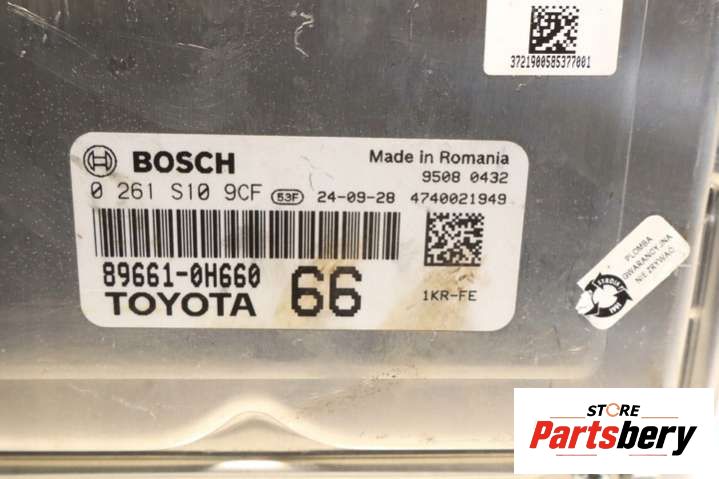 3721900585377001
BOSCH
Made in Romania
9508 0432
0 261 S10 9CF 53F 24-09-28 4740021949
89661-0H660
TOYOTA 66
1KR-FE
PLOMBA
GWARANCYJNA
NIE ZRYWAĆ
STORE
Partsbery